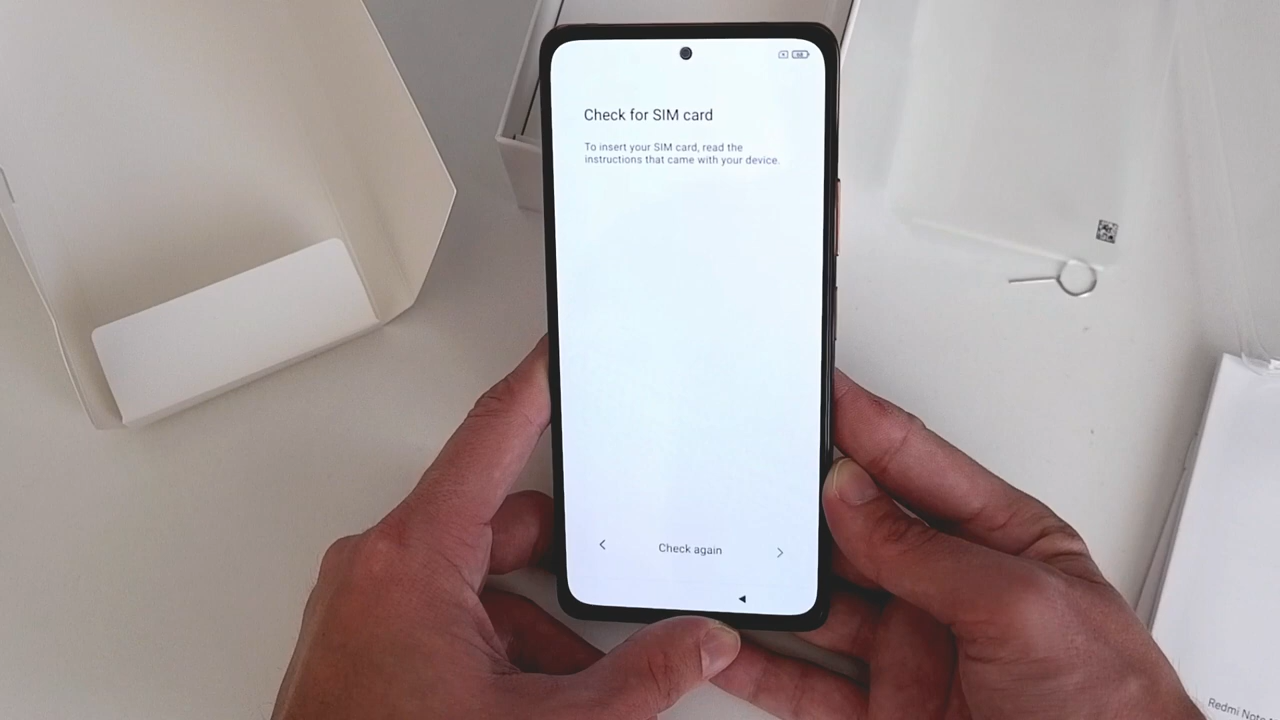 Check for SIM card
To insert your SIM card, read the
instructions that came with your device.
Check again
Redmi Note